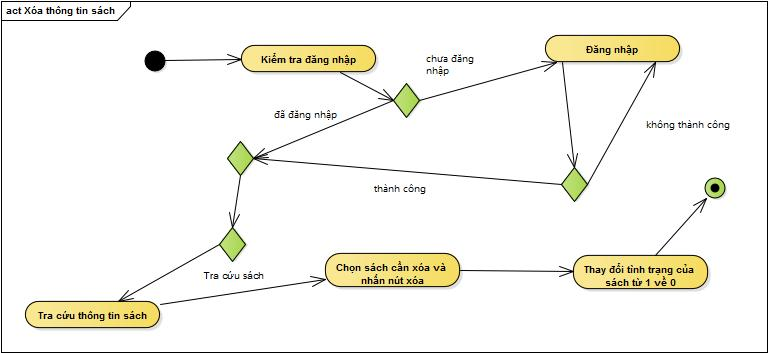 act Xóa thông tin sách
Kiểm tra đăng nhập
chưa đăng
nhập
Đăng nhập
đã đăng nhập
không thành công
thành công
Tra cứu sách
Chọn sách cần xóa và
nhấn nút xóa
Thay đổi tình trạng của
sách từ 1 về 0
Tra cứu thông tin sách